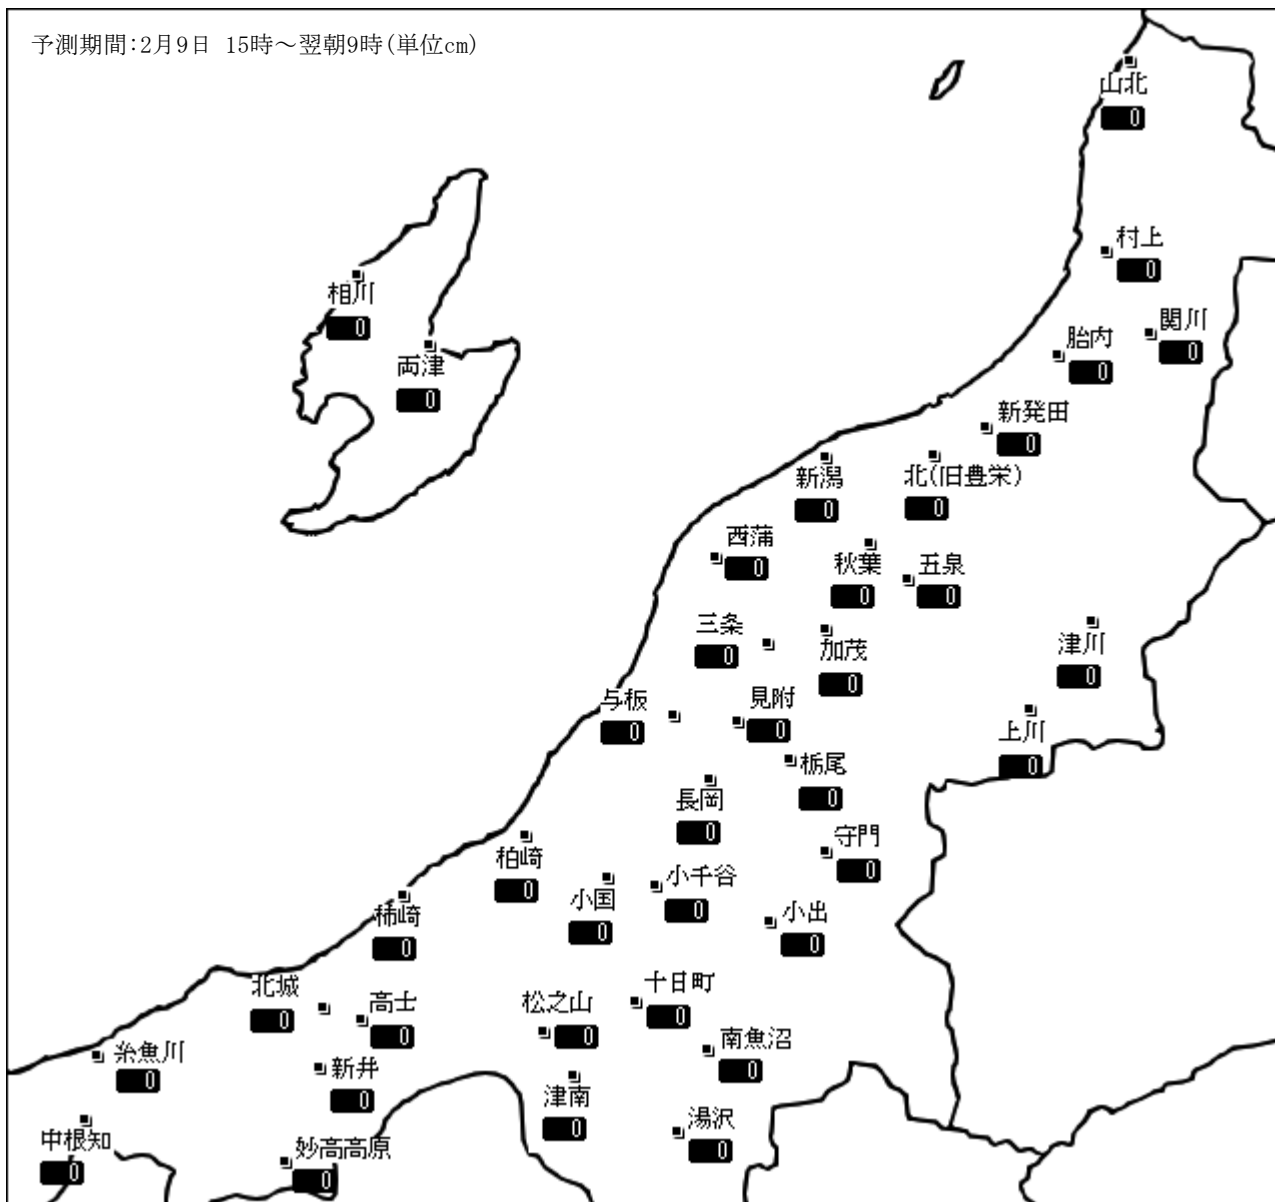 予測期間:2月9日 15時～翌朝9時(単位cm)
山北
0
村上
0
相川
0
関川
0
胎内
0
両津
0
新発田
0
新潟
0
北(旧豊栄)
0
西蒲
0
秋葉
0
五泉
0
三条
0
加茂
0
津川
0
与板
0
見附
0
上川
0
栃尾
0
長岡
0
守門
0
柏崎
0
小千谷
0
小国
0
小出
0
柿崎
0
北城
0
高士
0
松之山
0
十日町
0
南魚沼
0
糸魚川
0
新井
0
津南
0
湯沢
0
中根知
0
妙高高原
0